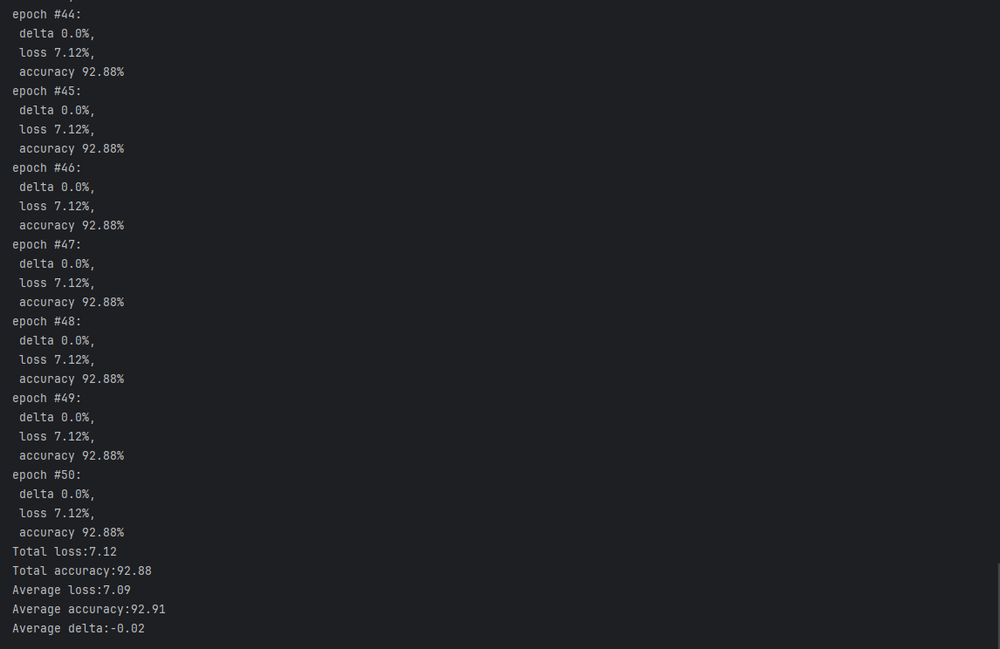 epoch #44:
delta 0.0%,
loss 7.12%,
accuracy 92.88%
epoch #45:
delta 0.0%,
loss 7.12%,
accuracy 92.88%
epoch #46:
delta 0.0%,
loss 7.12%,
accuracy 92.88%
epoch #47:
delta 0.0%,
loss 7.12%,
accuracy 92.88%
epoch #48:
delta 0.0%,
loss 7.12%,
accuracy 92.88%
epoch #49:
delta 0.0%,
loss 7.12%,
accuracy 92.88%
epoch #50:
delta 0.0%,
loss 7.12%,
accuracy 92.88%
Total loss:7.12
Total accuracy:92.88
Average loss:7.09
Average accuracy:92.91
Average delta:-0.02